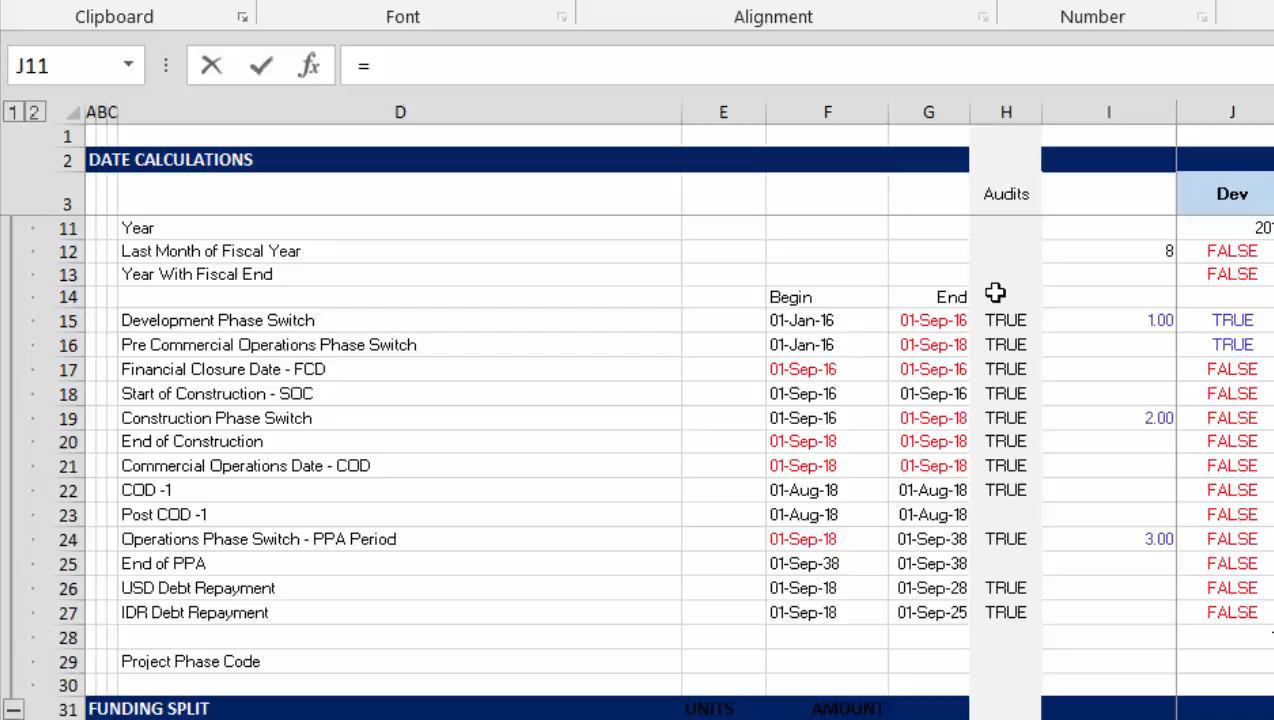 Clipboard Font Alignment Number
J11 fx =
1 2 A B C D E F G H I J
1
2 DATE CALCULATIONS
3 Audits Dev
11 Year
12 Last Month of Fiscal Year 8 FALSE
13 Year With Fiscal End FALSE
14 Begin End
15 Development Phase Switch 01-Jan-16 01-Sep-16 TRUE 1.00 TRUE
16 Pre Commercial Operations Phase Switch 01-Jan-16 01-Sep-18 TRUE TRUE
17 Financial Closure Date - FCD 01-Sep-16 01-Sep-16 TRUE FALSE
18 Start of Construction - SOC 01-Sep-16 01-Sep-16 TRUE FALSE
19 Construction Phase Switch 01-Sep-16 01-Sep-18 TRUE 2.00 FALSE
20 End of Construction 01-Sep-18 01-Sep-18 TRUE FALSE
21 Commercial Operations Date - COD 01-Sep-18 01-Sep-18 TRUE FALSE
22 COD -1 01-Aug-18 01-Aug-18 TRUE FALSE
23 Post COD -1 01-Aug-18 01-Aug-18 FALSE
24 Operations Phase Switch - PPA Period 01-Sep-18 01-Sep-38 TRUE 3.00 FALSE
25 End of PPA 01-Sep-38 01-Sep-38 FALSE
26 USD Debt Repayment 01-Sep-18 01-Sep-28 TRUE FALSE
27 IDR Debt Repayment 01-Sep-18 01-Sep-25 TRUE FALSE
28
29 Project Phase Code
30
31 FUNDING SPLIT UNITS AMOUNT